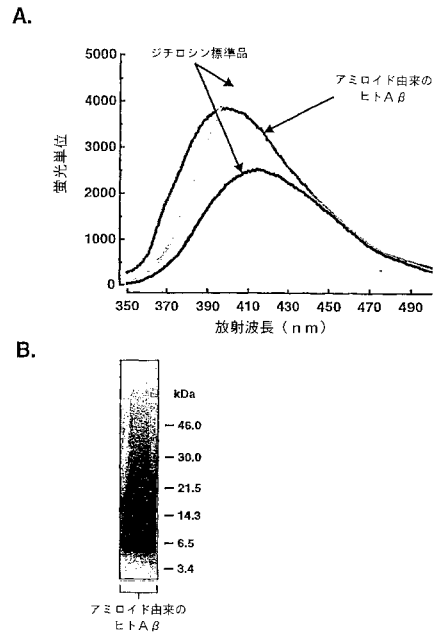 A.
ジチロシン標準品
アミロイド由来の
ヒトAβ
5000
4000
3000
2000
1000
0
蛍光単位
350 370 390 410 430 450 470 490
放射波長(nm)
B.
kDa
46.0
30.0
21.5
14.3
6.5
3.4
アミロイド由来の
ヒトAβ